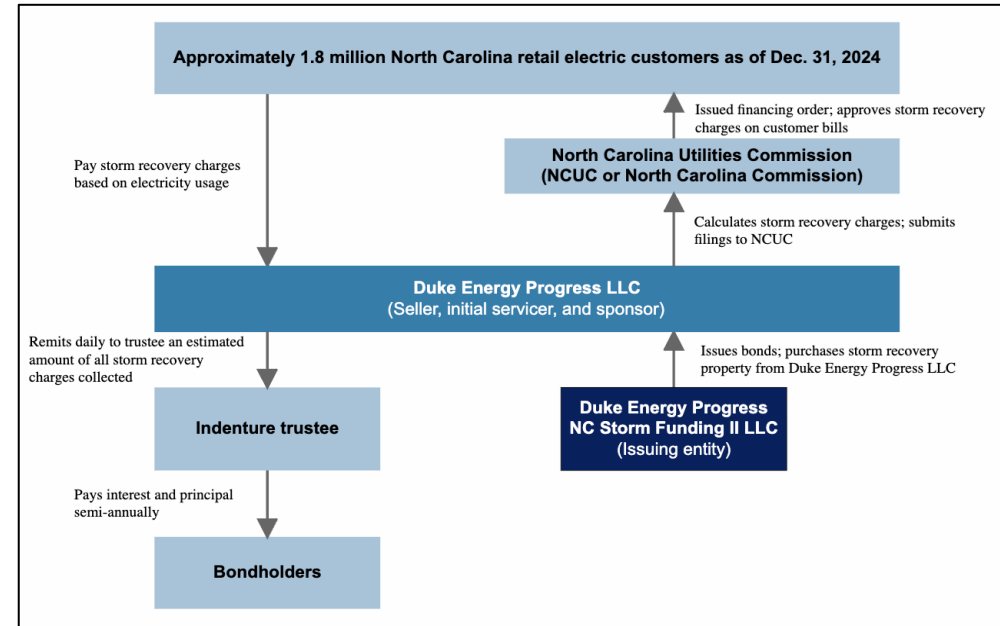 Approximately 1.8 million North Carolina retail electric customers as of Dec. 31, 2024
Issued financing order; approves storm recovery
charges on customer bills
Pay storm recovery charges
based on electricity usage
North Carolina Utilities Commission
(NCUC or North Carolina Commission)
Calculates storm recovery charges; submits
filings to NCUC
Duke Energy Progress LLC
(Seller, initial servicer, and sponsor)
Remits daily to trustee an estimated
amount of all storm recovery
charges collected
Issues bonds; purchases storm recovery
property from Duke Energy Progress LLC
Indenture trustee
Duke Energy Progress
NC Storm Funding II LLC
(Issuing entity)
Pays interest and principal
semi-annually
Bondholders